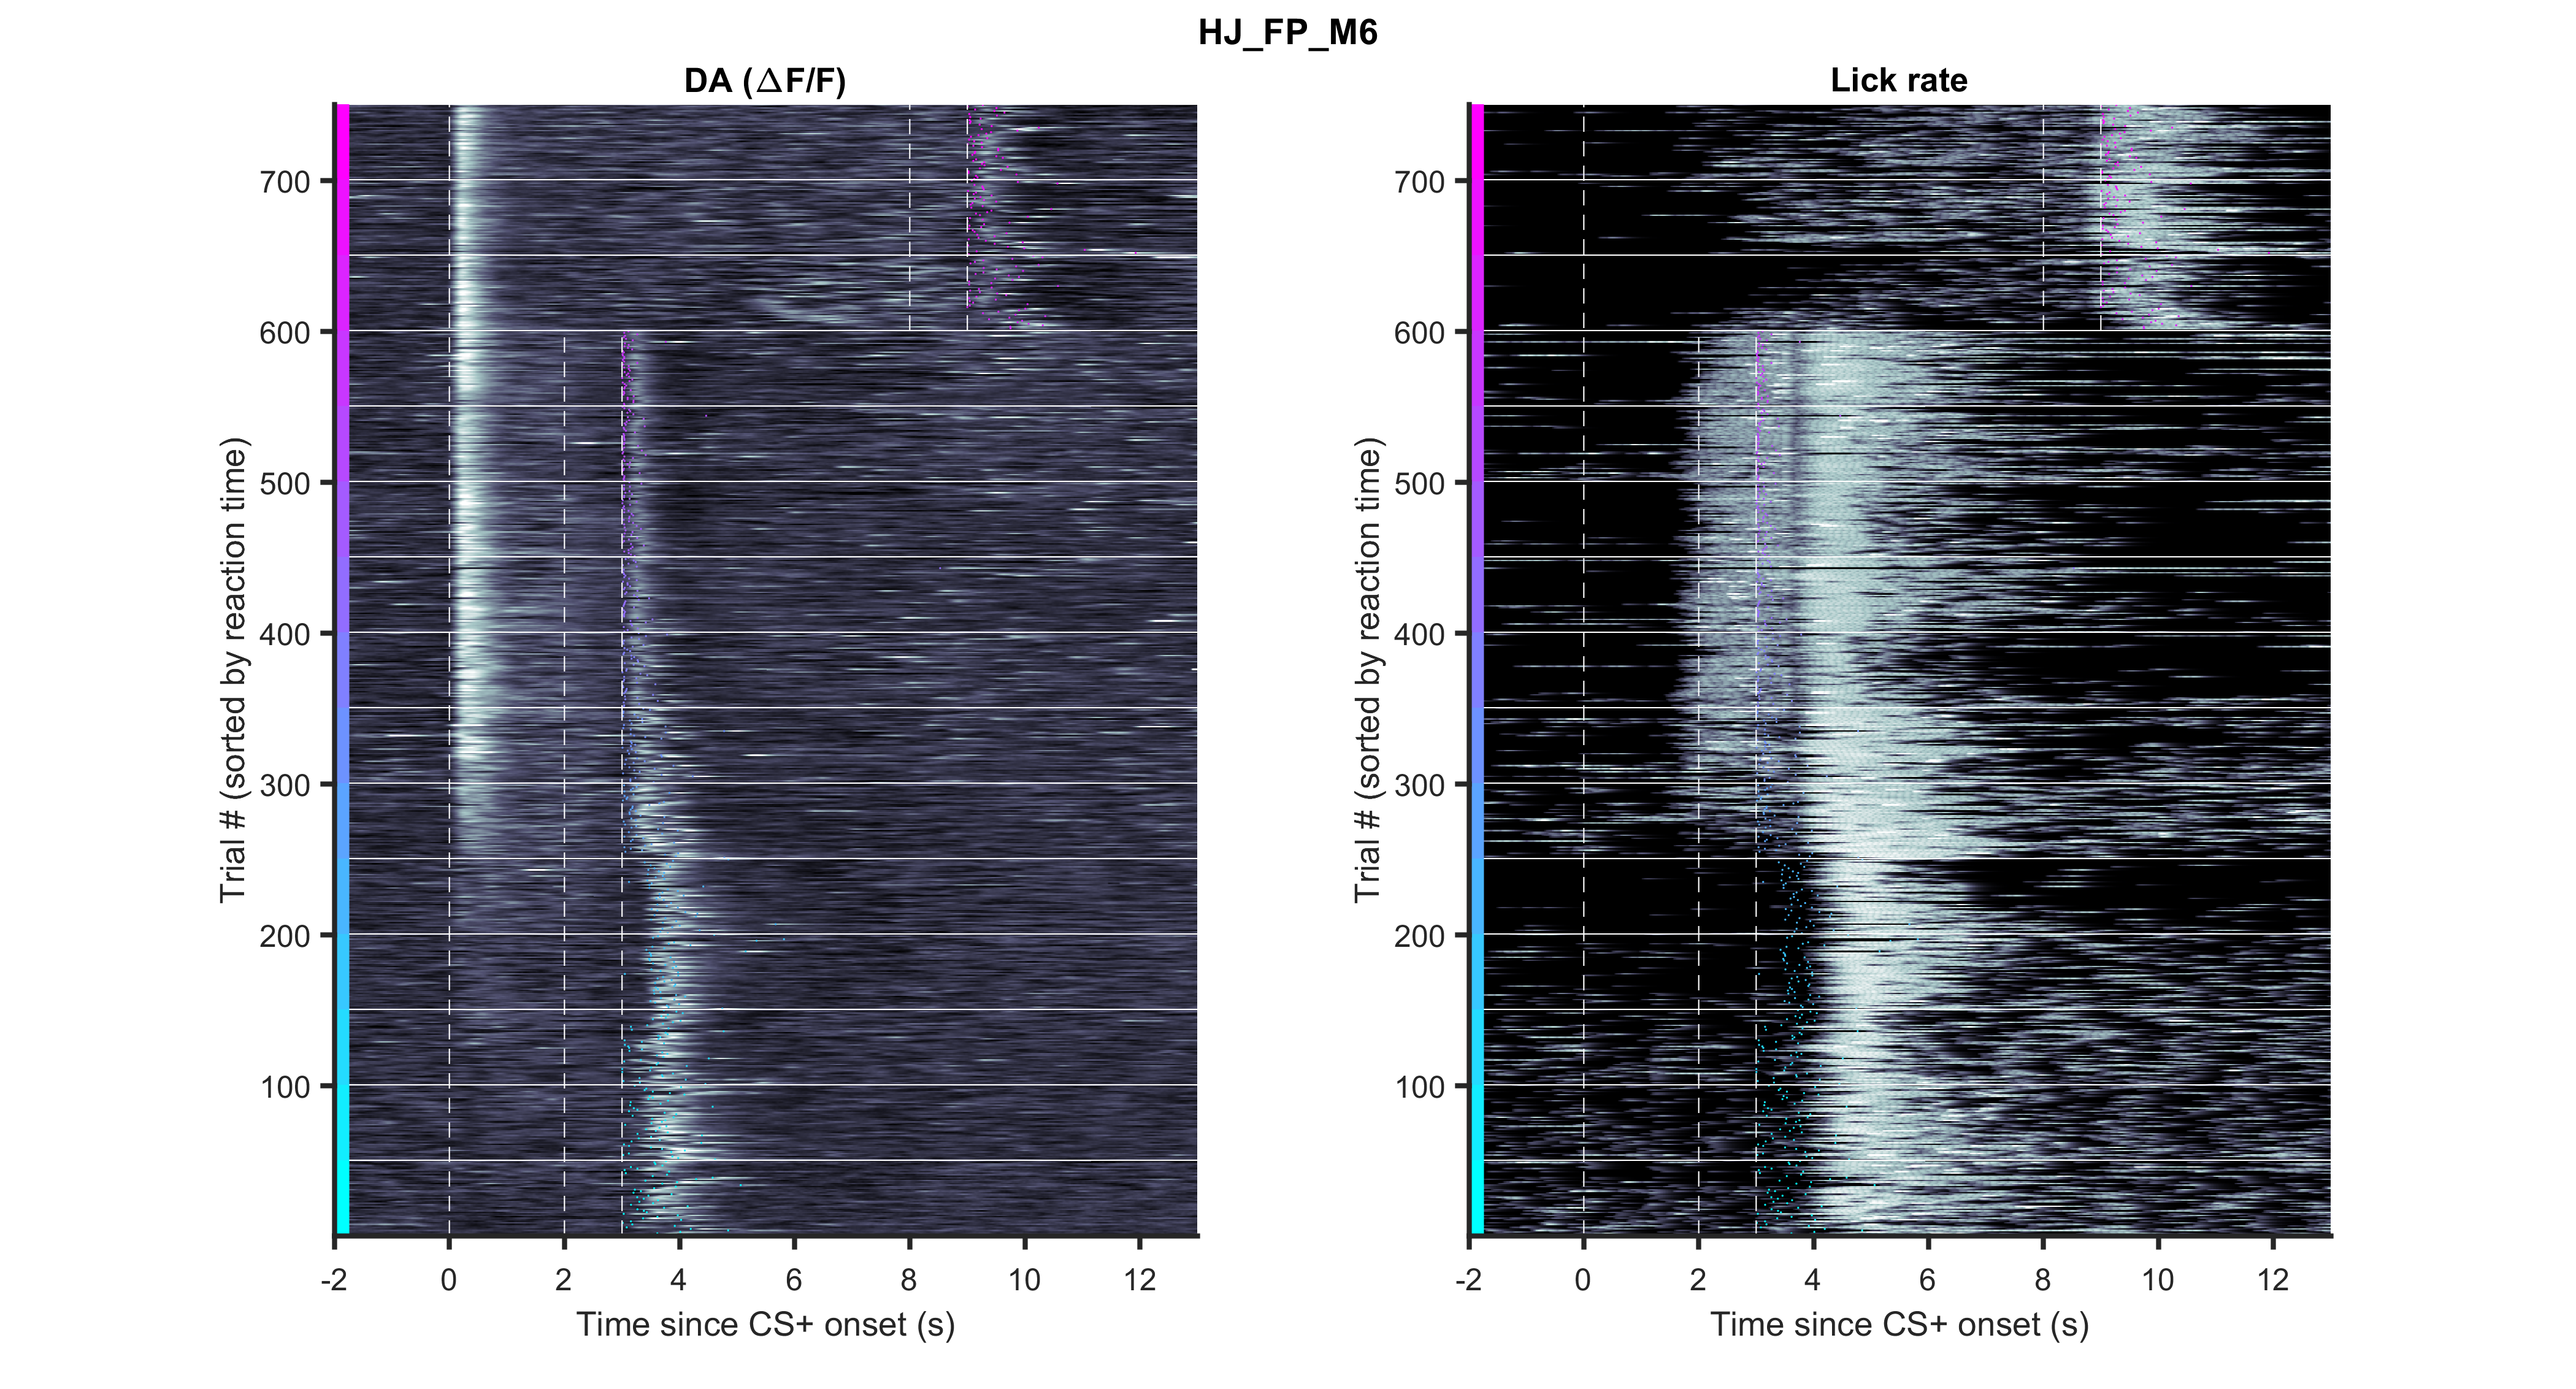 HJ_FP_M6
DA (ΔF/F)
Trial # (sorted by reaction time)
700
600
500
400
300
200
100
-2 0 2 4 6 8 10 12
Time since CS+ onset (s)
Lick rate
Trial # (sorted by reaction time)
700
600
500
400
300
200
100
-2 0 2 4 6 8 10 12
Time since CS+ onset (s)